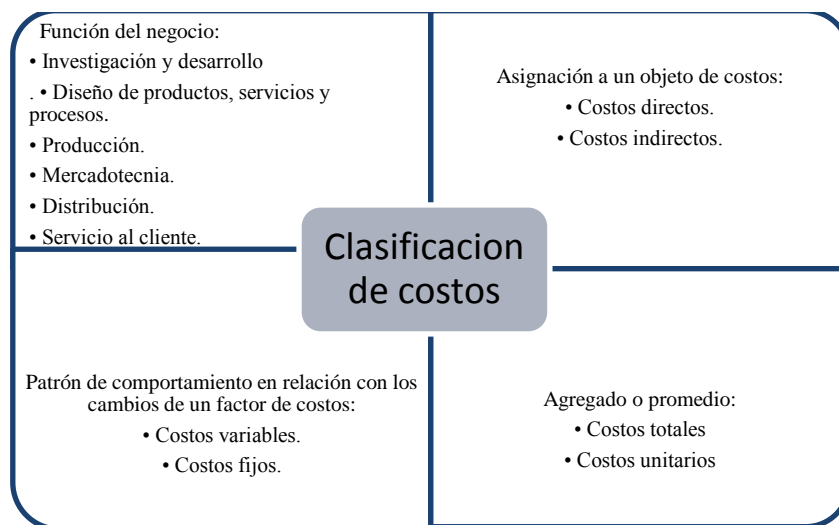 Función del negocio:
• Investigación y desarrollo
. • Diseño de productos, servicios y
procesos.
• Producción.
• Mercadotecnia.
• Distribución.
• Servicio al cliente.
Asignación a un objeto de costos:
• Costos directos.
• Costos indirectos.
Clasificacion
de costos
Patrón de comportamiento en relación con los
cambios de un factor de costos:
• Costos variables.
• Costos fijos.
Agregado o promedio:
• Costos totales
• Costos unitarios